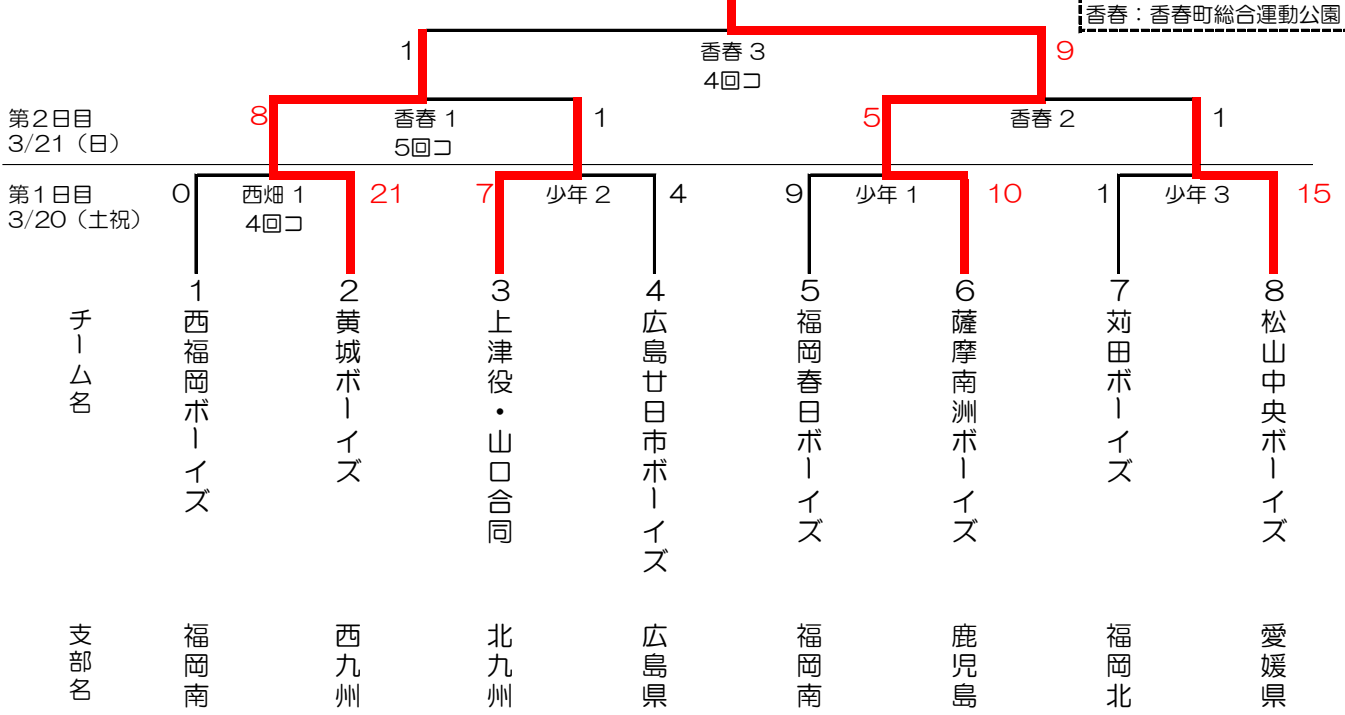 香春：香春町総合運動公園
1
香春 3
9
4回コ
第2日目
3/21（日）
8
香春 1
1
5
香春 2
1
5回コ
第1日目
3/20（土祝）
0
西畑 1
21
7
少年 2
4
9
少年 1
10
1
少年 3
15
4回コ
チーム名
1
西福岡ボーイズ
2
黄城ボーイズ
3
上津役・山口合同
4
広島廿日市ボーイズ
5
福岡春日ボーイズ
6
薩摩南洲ボーイズ
7
苅田ボーイズ
8
松山中央ボーイズ
支部名
福岡南
西九州
北九州
広島県
福岡南
鹿児島
福岡北
愛媛県